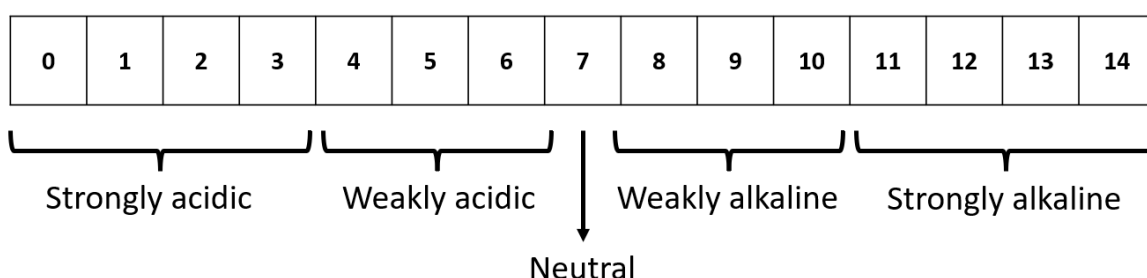 0 1 2 3 4 5 6 7 8 9 10 11 12 13 14
Strongly acidic Weakly acidic Weakly alkaline Strongly alkaline
Neutral